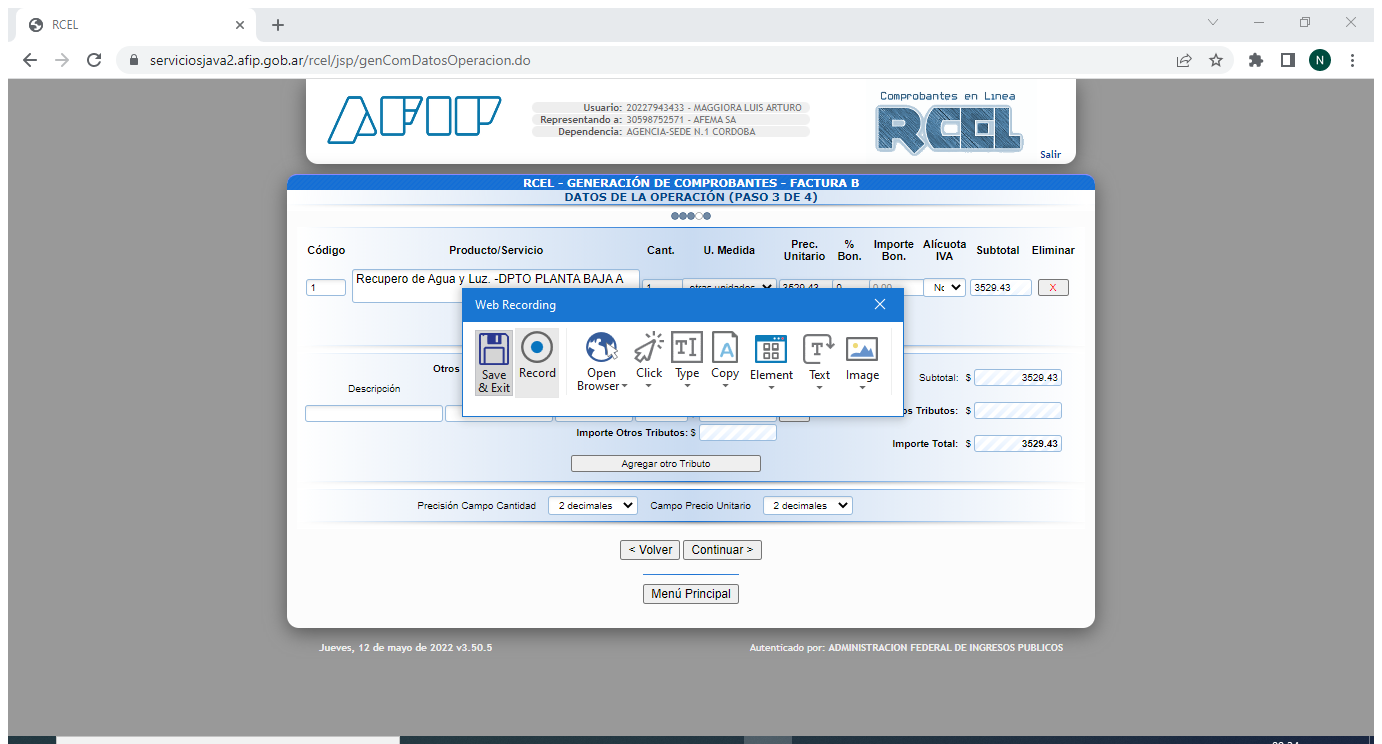 RCEL
serviciosjava2.afip.gob.ar/rcel/jsp/genComDatosOperacion.do
N
AFIP
Usuario: 20227943433 - MAGGIORA LUIS ARTURO
Representando a: 30598752571 - AFEMA SA
Dependencia: AGENCIA-SEDE N.1 CORDOBA
Comprobantes en Línea
RCEL
Salir
RCEL - GENERACIÓN DE COMPROBANTES - FACTURA B
DATOS DE LA OPERACIÓN (PASO 3 DE 4)
Código Producto/Servicio Cant. U. Medida Prec. Unitario % Bon. Importe Bon. Alícuota IVA Subtotal Eliminar
1 Recupero de Agua y Luz. -DPTO PLANTA BAJA A 1 otras unidades 3529.43 0 0.00 Nc 3529.43 X
Web Recording
Save & Exit Record Open Browser Click Type Copy Element Text Image
Otros
Descripción
Subtotal: $ 3529.43
os Tributos: $
Importe Otros Tributos: $
Importe Total: $ 3529.43
Agregar otro Tributo
Precisión Campo Cantidad 2 decimales Campo Precio Unitario 2 decimales
< Volver Continuar >
Menú Principal
Jueves, 12 de mayo de 2022 v3.50.5 Autenticado por: ADMINISTRACION FEDERAL DE INGRESOS PUBLICOS